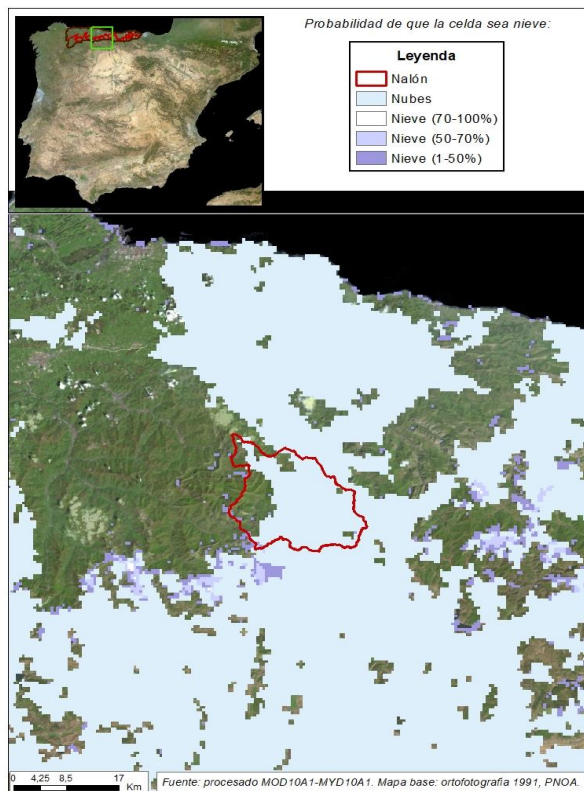 Probabilidad de que la celda sea nieve:
Leyenda
Nalón
Nubes
Nieve (70-100%)
Nieve (50-70%)
Nieve (1-50%)
0 4,25 8,5 17
Km
Fuente: procesado MOD10A1-MYD10A1. Mapa base: ortofotografia 1991, PNOA.